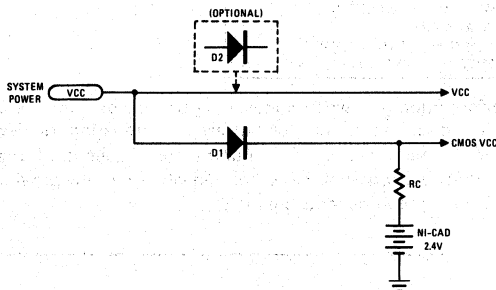 (OPTIONAL)
D2
SYSTEM
POWER
VCC
VCC
D1
CMOS VCC
RC
NI-CAD
2.4V